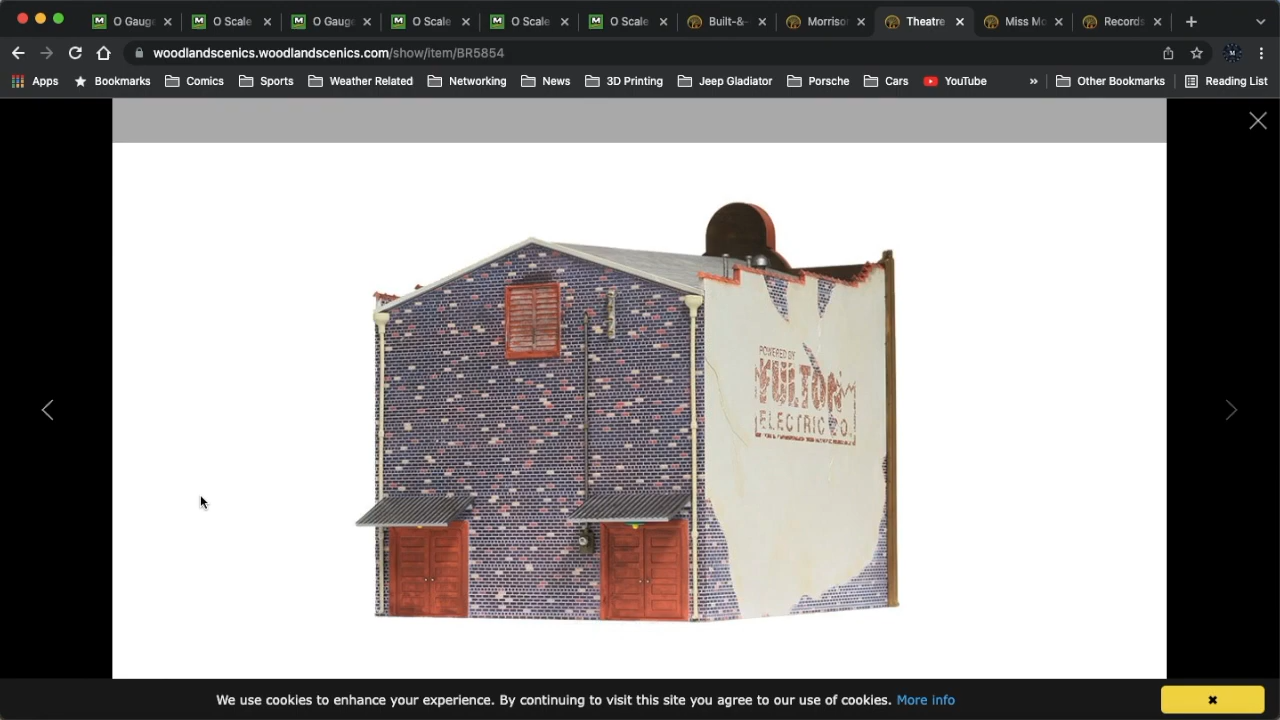 O Gauge
O Scale
O Gauge
O Scale
O Scale
O Scale
Built-&-
Morrison
Theatre
Miss Mo
Records
woodlandscenics.woodlandscenics.com/show/item/BR5854
Apps
Bookmarks
Comics
Sports
Weather Related
Networking
News
3D Printing
Jeep Gladiator
Porsche
Cars
YouTube
»
Other Bookmarks
Reading List
POWERED BY
FULTON
ELECTRIC CO.
We use cookies to enhance your experience. By continuing to visit this site you agree to our use of cookies. More info